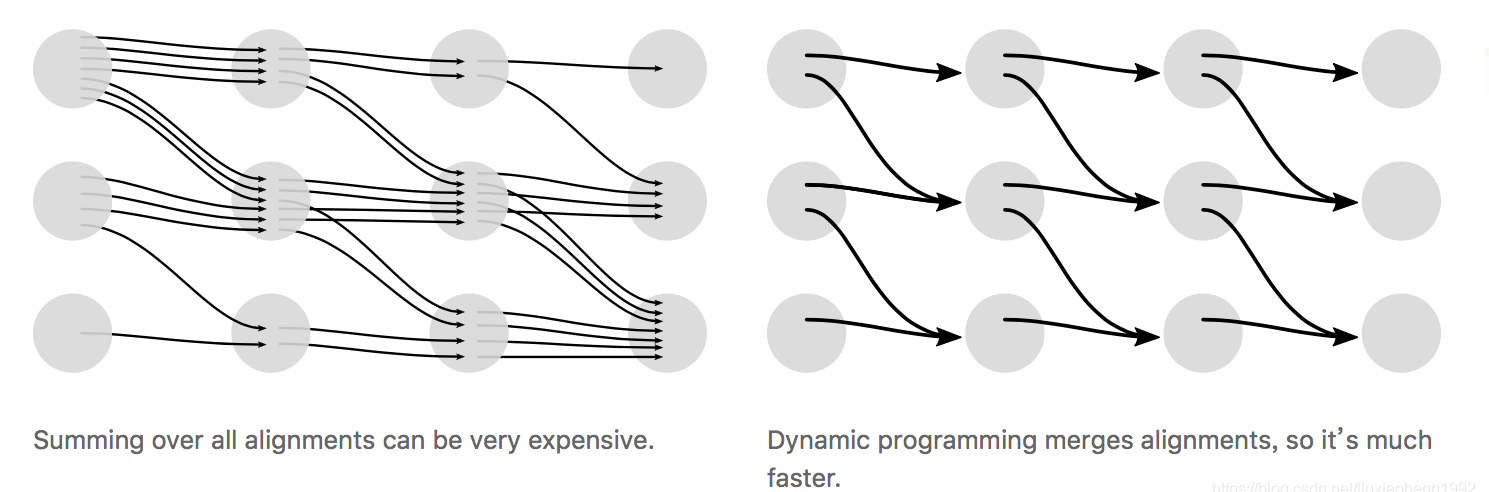 Summing over all alignments can be very expensive.
Dynamic programming merges alignments, so it's much
faster.
https://blog.csdn.net/liuxiaoheng1992